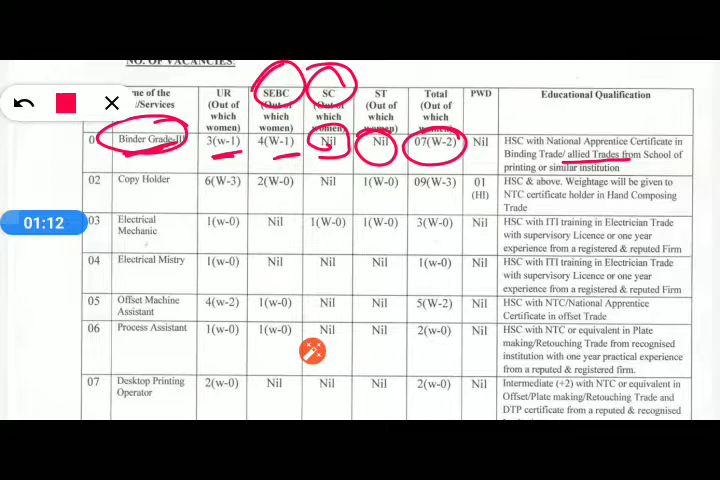 NO. OF VACANCIES:
me of the /Services
UR (Out of which women)
SEBC (Out of which women)
SC (Out of which women)
ST (Out of which women)
Total (Out of which women)
PWD
Educational Qualification
0 Binder Grade-III 3(w-1) 4(W-1) Nil Nil 07(W-2) Nil HSC with National Apprentice Certificate in
Binding Trade/ allied Trades from School of
printing or similar institution
02 Copy Holder 6(W-3) 2(W-0) Nil 1(W-0) 09(W-3) 01 (HI) HSC & above. Weightage will be given to
NTC certificate holder in Hand Composing
Trade
01:12
03 Electrical Mechanic 1(w-0) Nil 1(W-0) 1(W-0) 3(W-0) Nil HSC with ITI training in Electrician Trade
with supervisory Licence or one year
experience from a registered & reputed Firm
04 Electrical Mistry 1(w-0) Nil Nil Nil 1(w-0) Nil HSC with ITI training in Electrician Trade
with supervisory Licence or one year
experience from a registered & reputed Firm
05 Offset Machine Assistant 4(w-2) 1(w-0) Nil Nil 5(W-2) Nil HSC with NTC/National Apprentice
Certificate in offset Trade
06 Process Assistant 1(w-0) 1(w-0) Nil Nil 2(w-0) Nil HSC with NTC or equivalent in Plate
making/Retouching Trade from recognised
institution with one year practical experience
from a reputed & registered firm.
07 Desktop Printing Operator 2(w-0) Nil Nil Nil 2(w-0) Nil Intermediate (+2) with NTC or equivalent in
Offset/Plate making/Retouching Trade and
DTP certificate from a reputed & recognised